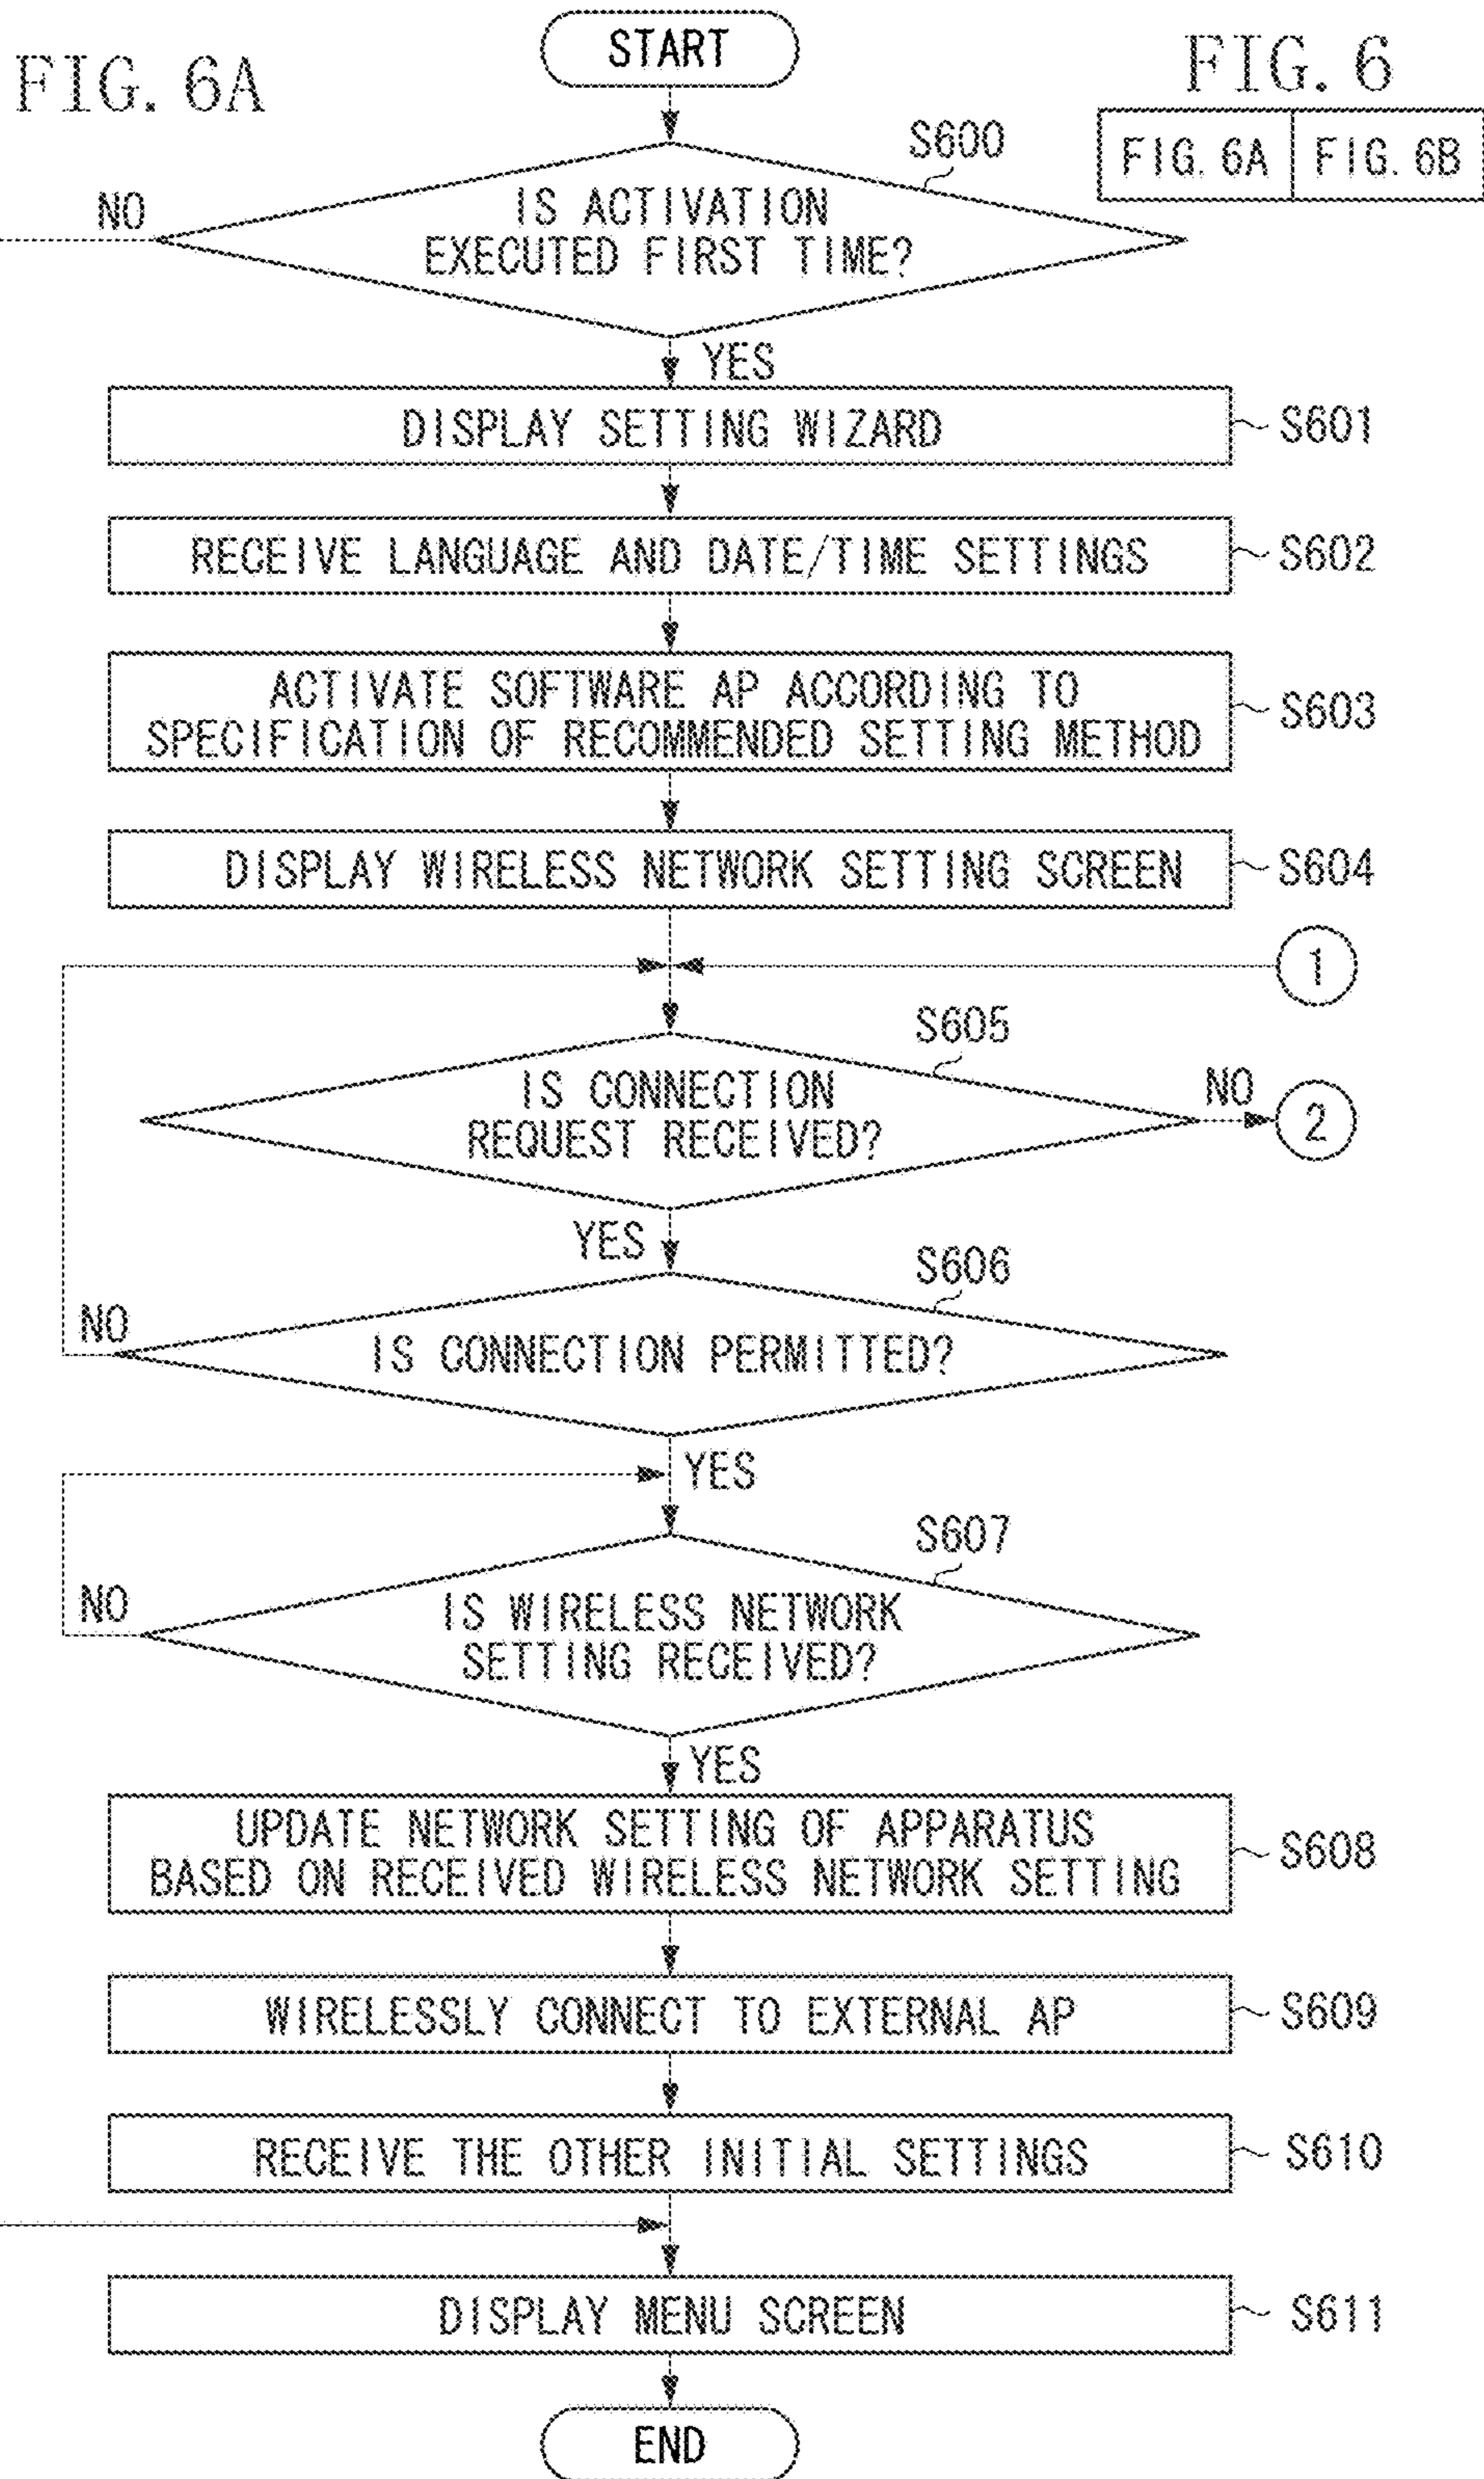 FIG. 6A
START
FIG. 6
FIG. 6A
FIG. 6B
S600
IS ACTIVATION
EXECUTED FIRST TIME?
NO
YES
DISPLAY SETTING WIZARD
S601
RECEIVE LANGUAGE AND DATE/TIME SETTINGS
S602
ACTIVATE SOFTWARE AP ACCORDING TO
SPECIFICATION OF RECOMMENDED SETTING METHOD
S603
DISPLAY WIRELESS NETWORK SETTING SCREEN
S604
1
S605
IS CONNECTION
REQUEST RECEIVED?
NO
2
YES
S606
NO
IS CONNECTION PERMITTED?
YES
S607
NO
IS WIRELESS NETWORK
SETTING RECEIVED?
YES
UPDATE NETWORK SETTING OF APPARATUS
BASED ON RECEIVED WIRELESS NETWORK SETTING
S608
WIRELESSLY CONNECT TO EXTERNAL AP
S609
RECEIVE THE OTHER INITIAL SETTINGS
S610
DISPLAY MENU SCREEN
S611
END